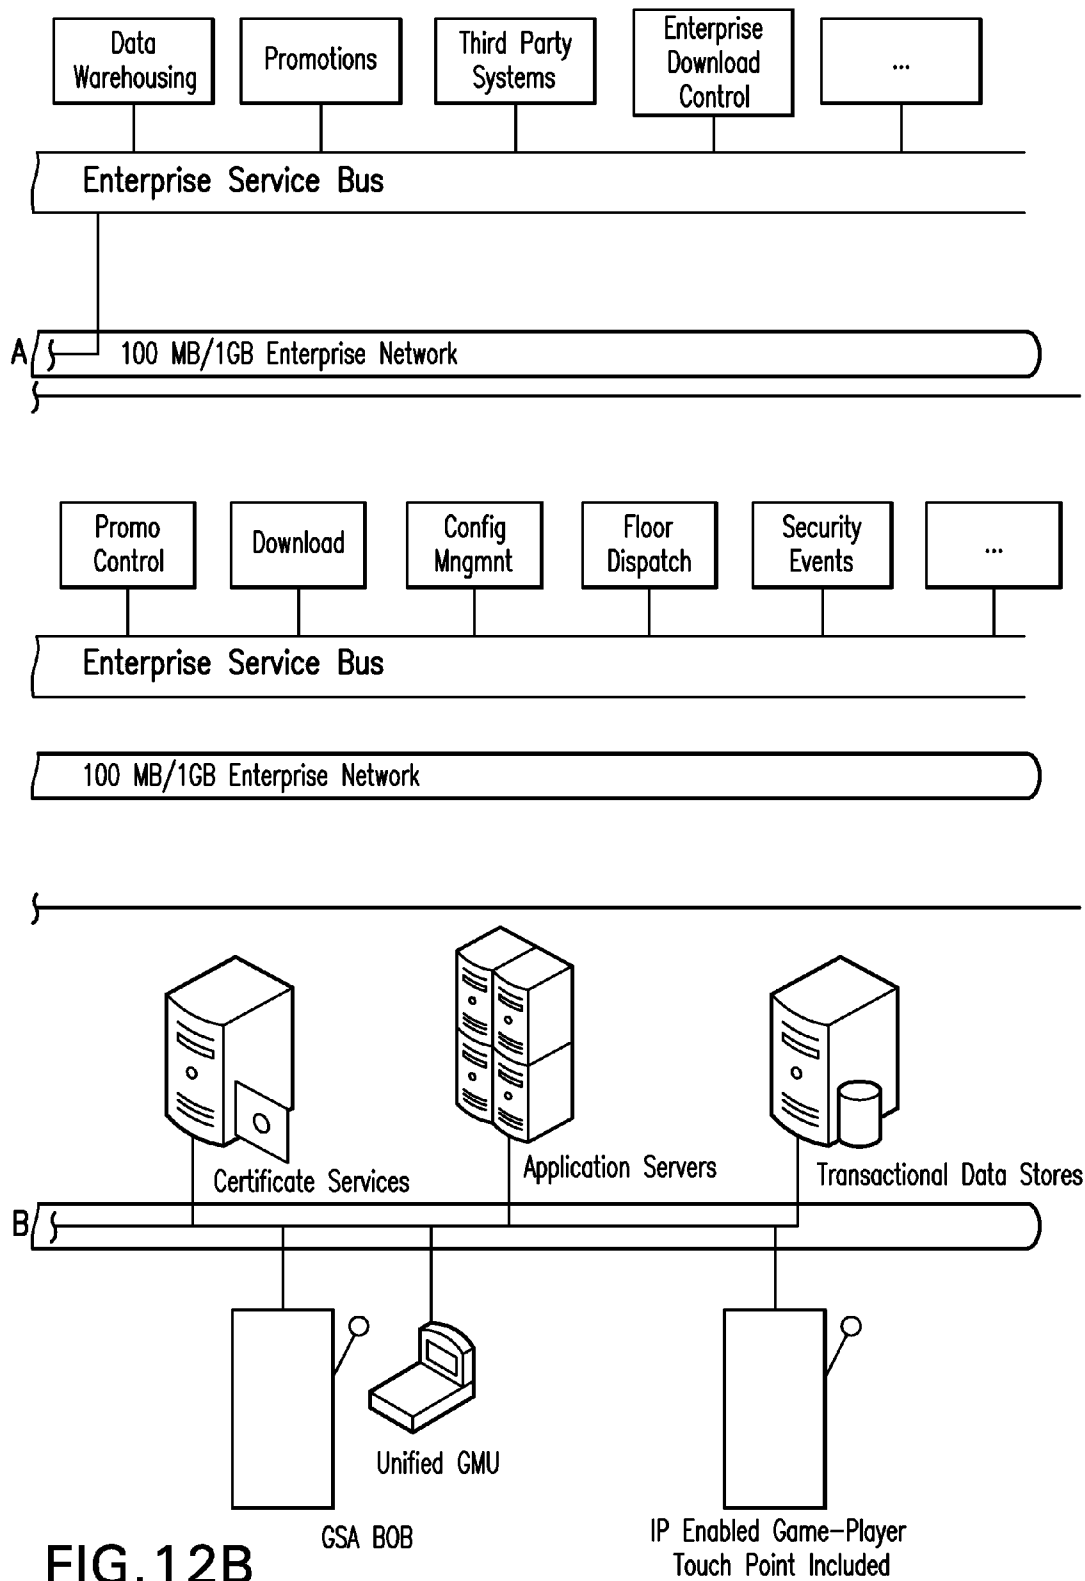 Data
Warehousing
Promotions
Third Party
Systems
Enterprise
Download
Control
...
Enterprise Service Bus
A
100 MB/1GB Enterprise Network
Promo
Control
Download
Config
Mngmnt
Floor
Dispatch
Security
Events
...
Enterprise Service Bus
100 MB/1GB Enterprise Network
Certificate Services
Application Servers
Transactional Data Stores
B
Unified GMU
GSA BOB
IP Enabled Game-Player
Touch Point Included
FIG.12B